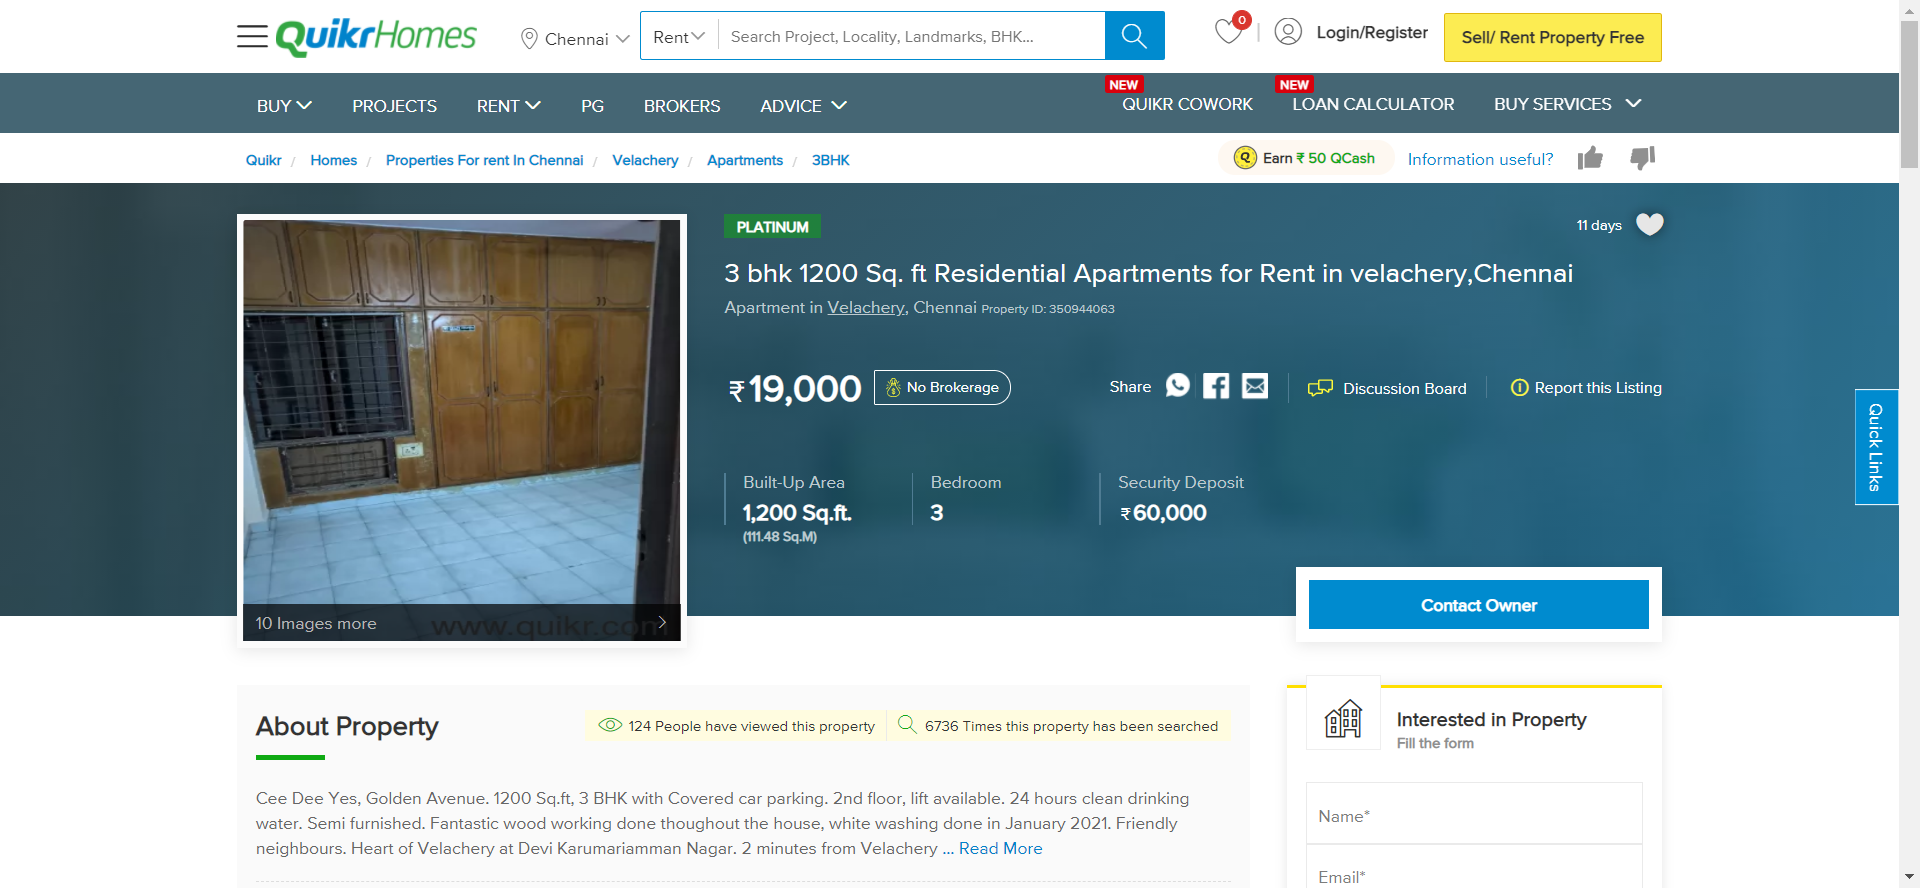 QuikrHomes
Chennai
Rent
Search Project, Locality, Landmarks, BHK...
0
Login/Register
Sell/ Rent Property Free
BUY
PROJECTS
RENT
PG
BROKERS
ADVICE
NEW
QUIKR COWORK
NEW
LOAN CALCULATOR
BUY SERVICES
Quikr / Homes / Properties For rent In Chennai / Velachery / Apartments / 3BHK
Q
Earn ₹ 50 QCash
Information useful?
PLATINUM
11 days
3 bhk 1200 Sq. ft Residential Apartments for Rent in velachery,Chennai
Apartment in Velachery, Chennai Property ID: 350944063
₹19,000
No Brokerage
Share
Discussion Board
Report this Listing
Quick Links
Built-Up Area
1,200 Sq.ft.
(111.48 Sq.M)
Bedroom
3
Security Deposit
₹60,000
10 Images more
www.quikr.com
Contact Owner
About Property
124 People have viewed this property
6736 Times this property has been searched
Cee Dee Yes, Golden Avenue. 1200 Sq.ft, 3 BHK with Covered car parking. 2nd floor, lift available. 24 hours clean drinking
water. Semi furnished. Fantastic wood working done thoughout the house, white washing done in January 2021. Friendly
neighbours. Heart of Velachery at Devi Karumariamman Nagar. 2 minutes from Velachery ... Read More
Interested in Property
Fill the form
Name*
Email*